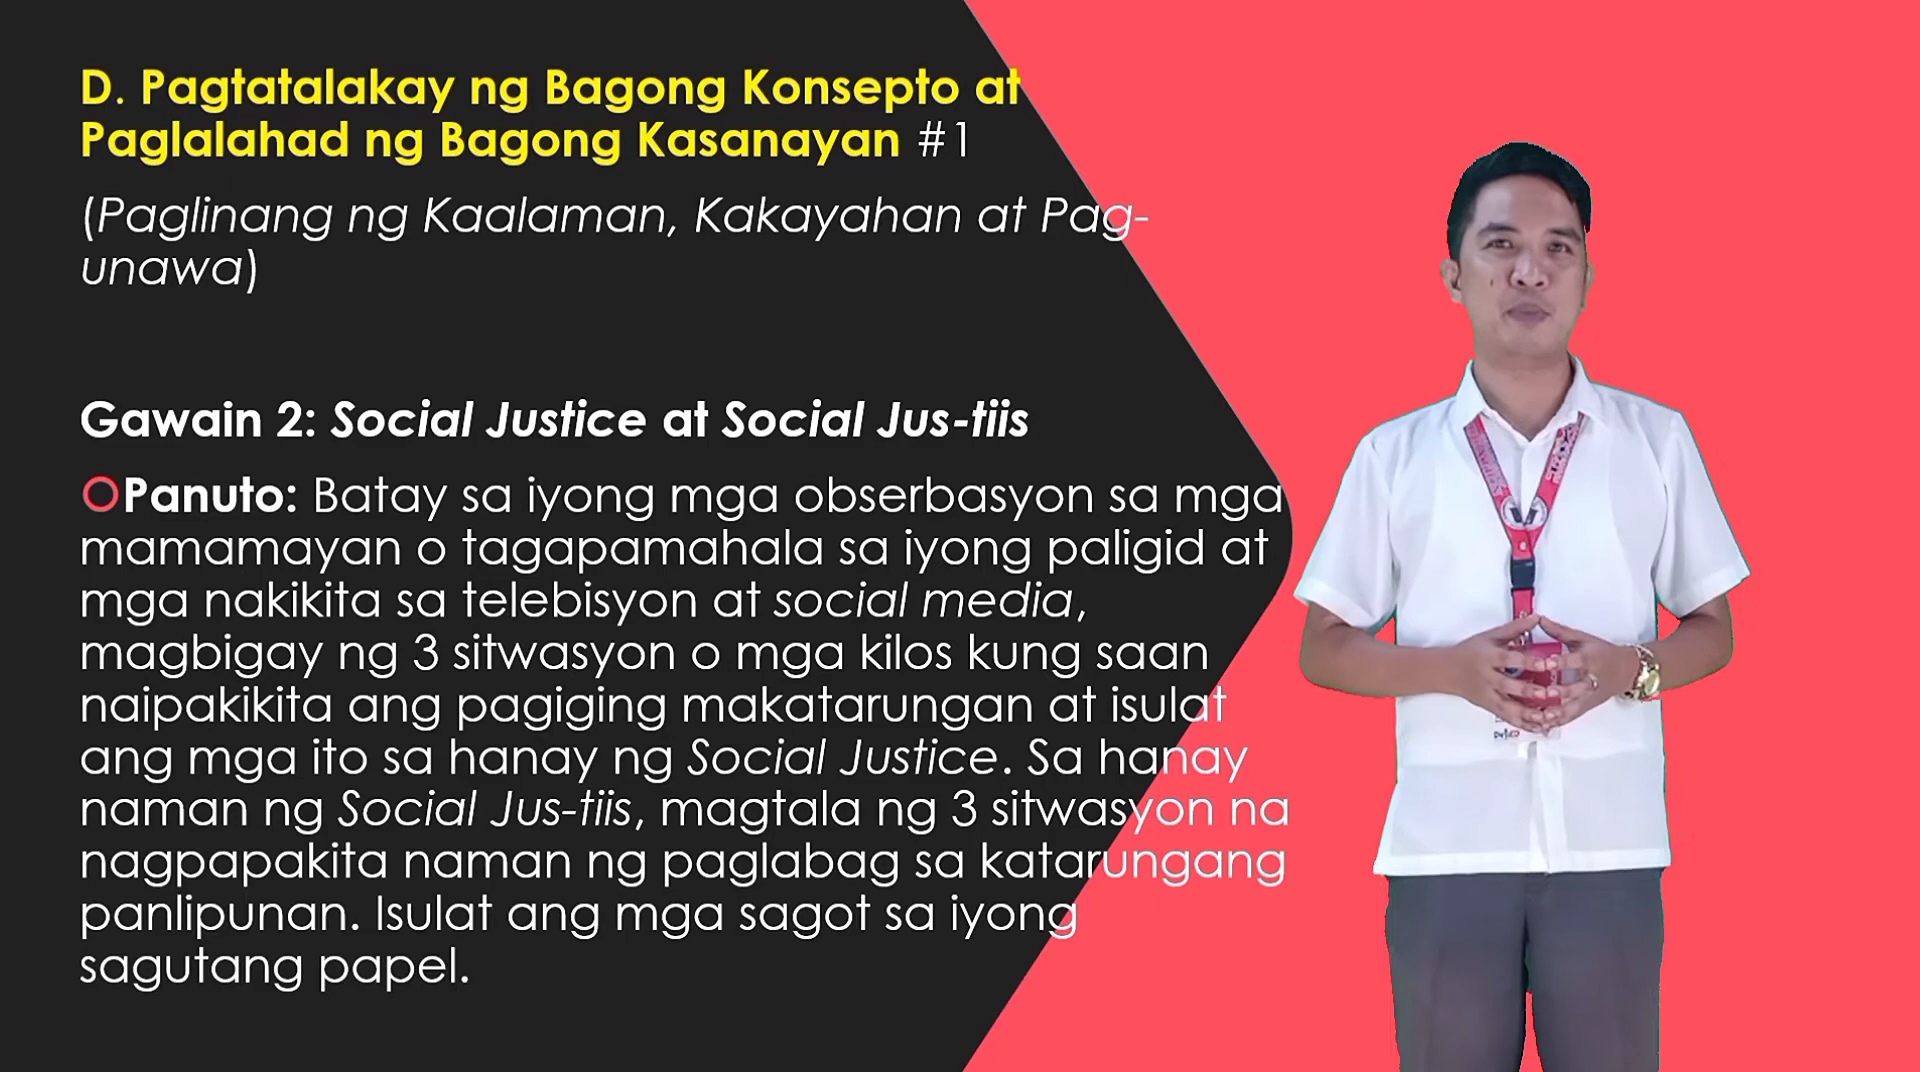 D. Pagtatalakay ng Bagong Konsepto at
Paglalahad ng Bagong Kasanayan #1
(Paglinang ng Kaalaman, Kakayahan at Pag-
unawa)
Gawain 2: Social Justice at Social Jus-tiis
Panuto: Batay sa iyong mga obserbasyon sa mga
mamamayan o tagapamahala sa iyong paligid at
mga nakikita sa telebisyon at social media,
magbigay ng 3 sitwasyon o mga kilos kung saan
naipakikita ang pagiging makatarungan at isulat
ang mga ito sa hanay ng Social Justice. Sa hanay
naman ng Social Jus-tiis, magtala ng 3 sitwasyon na
nagpapakita naman ng paglabag sa katarungang
panlipunan. Isulat ang mga sagot sa iyong
sagutang papel.
DepED